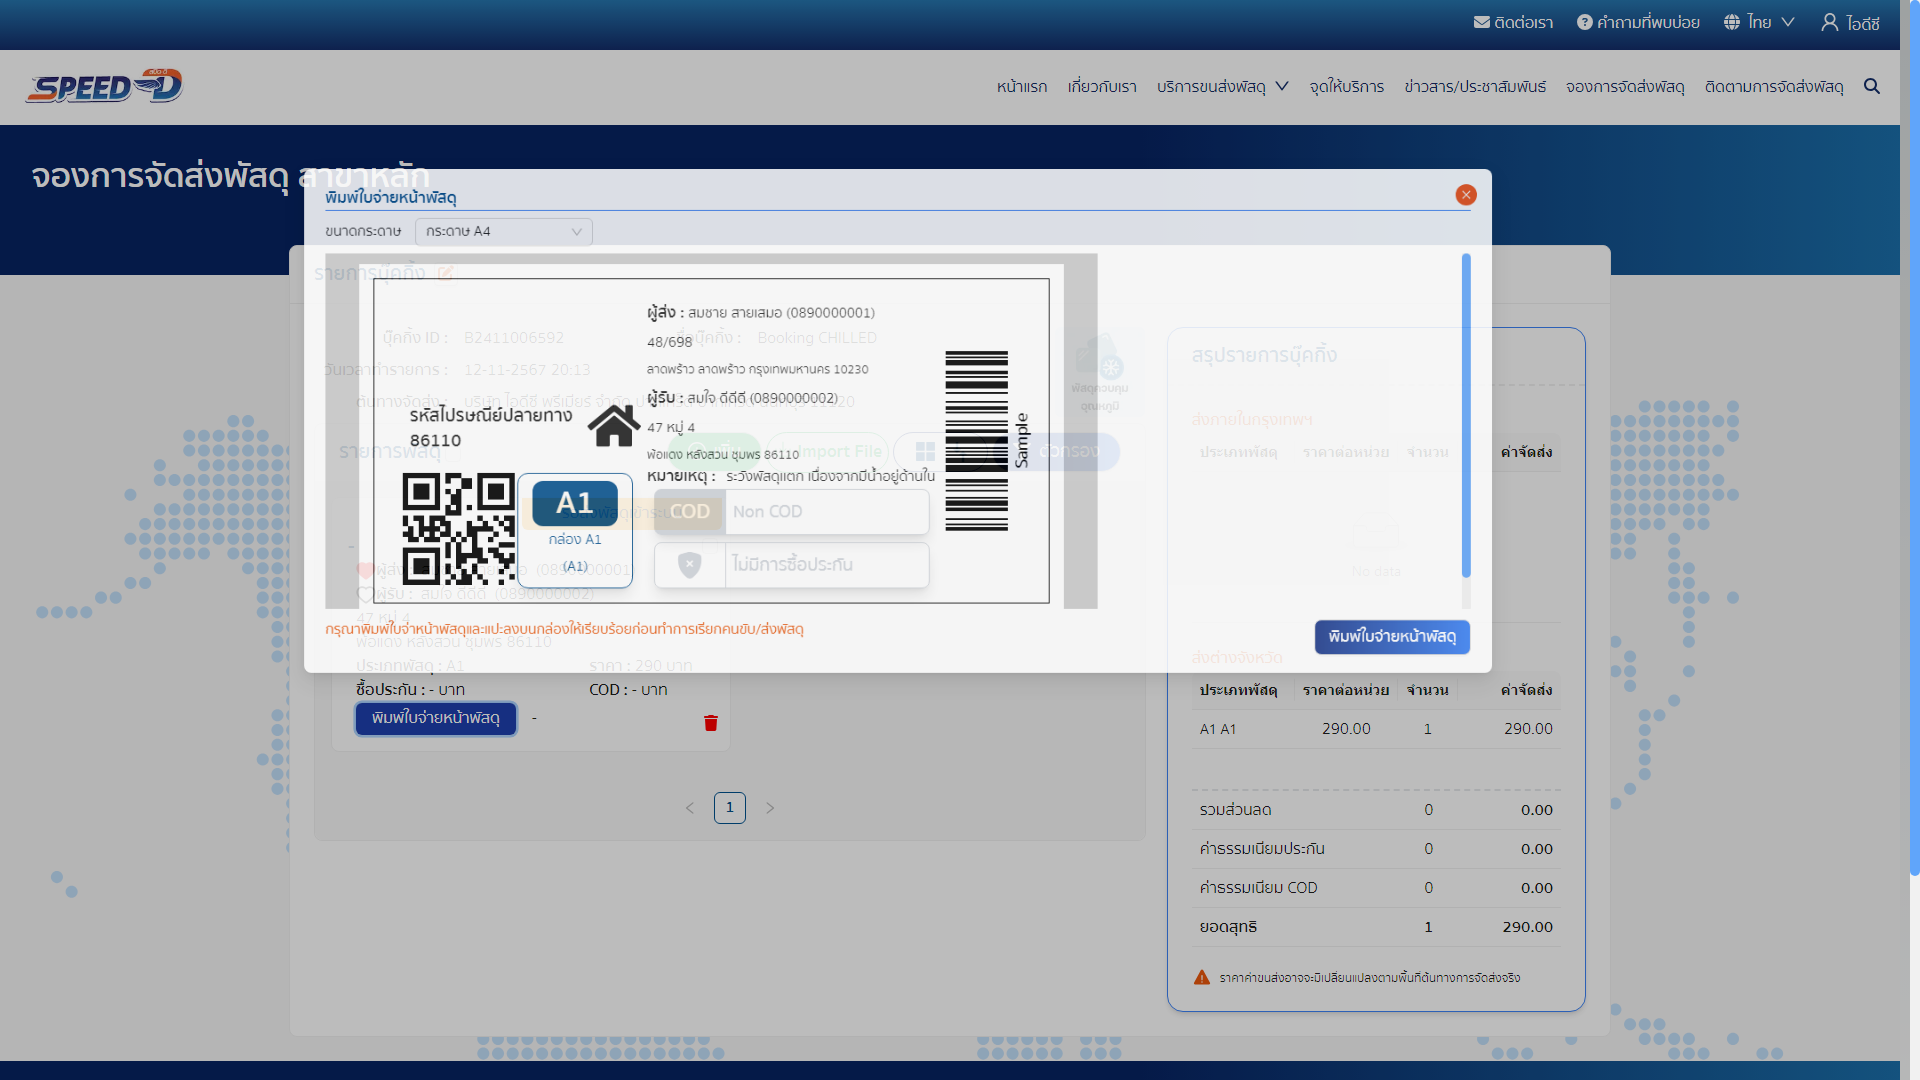 ติดต่อเรา
คำถามที่พบบ่อย
ไทย
ไอดีซี
SPEED D
หน้าแรก
เกี่ยวกับเรา
บริการขนส่งพัสดุ
จุดให้บริการ
ข่าวสาร/ประชาสัมพันธ์
จองการจัดส่งพัสดุ
ติดตามการจัดส่งพัสดุ
จองการจัดส่งพัสดุ สาขาหลัก
พิมพ์ใบจ่ายหน้าพัสดุ
ขนาดกระดาษ
กระดาษ A4
รายการบุ๊คกิ้ง
บุ๊คกิ้ง ID : B2411006592
ชื่อบุ๊คกิ้ง : Booking CHILLED
วันเวลาทำรายการ : 12-11-2567 20:13
ต้นทางจัดส่ง :
รายการพัสดุ
Import File
ตัวกรอง
พัสดุควบคุม
อุณหภูมิ
ผู้ส่ง : สมชาย สายเสมอ (0890000001)
48/698
ลาดพร้าว ลาดพร้าว กรุงเทพมหานคร 10230
ผู้รับ : สมใจ ดีดีดี (0890000002)
47 หมู่ 4
พ้อแดง หลังสวน ชุมพร 86110
หมายเหตุ : ระวังพัสดุแตก เนื่องจากมีน้ำอยู่ด้านใน
รหัสไปรษณีย์ปลายทาง
86110
A1
กล่อง A1
(A1)
COD
Non COD
ไม่มีการซื้อประกัน
Sample
กรุณาพิมพ์ใบจ่าหน้าพัสดุและแปะลงบนกล่องให้เรียบร้อยก่อนทำการเรียกคนขับ/ส่งพัสดุ
พิมพ์ใบจ่ายหน้าพัสดุ
ผู้รับ : สมใจ ดีดีดี (0890000002)
47 หมู่ 4
พ้อแดง หลังสวน ชุมพร 86110
ประเภทพัสดุ : A1
ราคา : 290 บาท
ซื้อประกัน : - บาท
COD : - บาท
พิมพ์ใบจ่ายหน้าพัสดุ
-
1
สรุปรายการบุ๊คกิ้ง
ส่งภายในกรุงเทพฯ
ประเภทพัสดุ ราคาต่อหน่วย จำนวน ค่าจัดส่ง
No data
ส่งต่างจังหวัด
ประเภทพัสดุ ราคาต่อหน่วย จำนวน ค่าจัดส่ง
A1 A1 290.00 1 290.00
รวมส่วนลด 0 0.00
ค่าธรรมเนียมประกัน 0 0.00
ค่าธรรมเนียม COD 0 0.00
ยอดสุทธิ 1 290.00
ราคาค่าขนส่งอาจจะมีเปลี่ยนแปลงตามพื้นที่ต้นทางการจัดส่งจริง